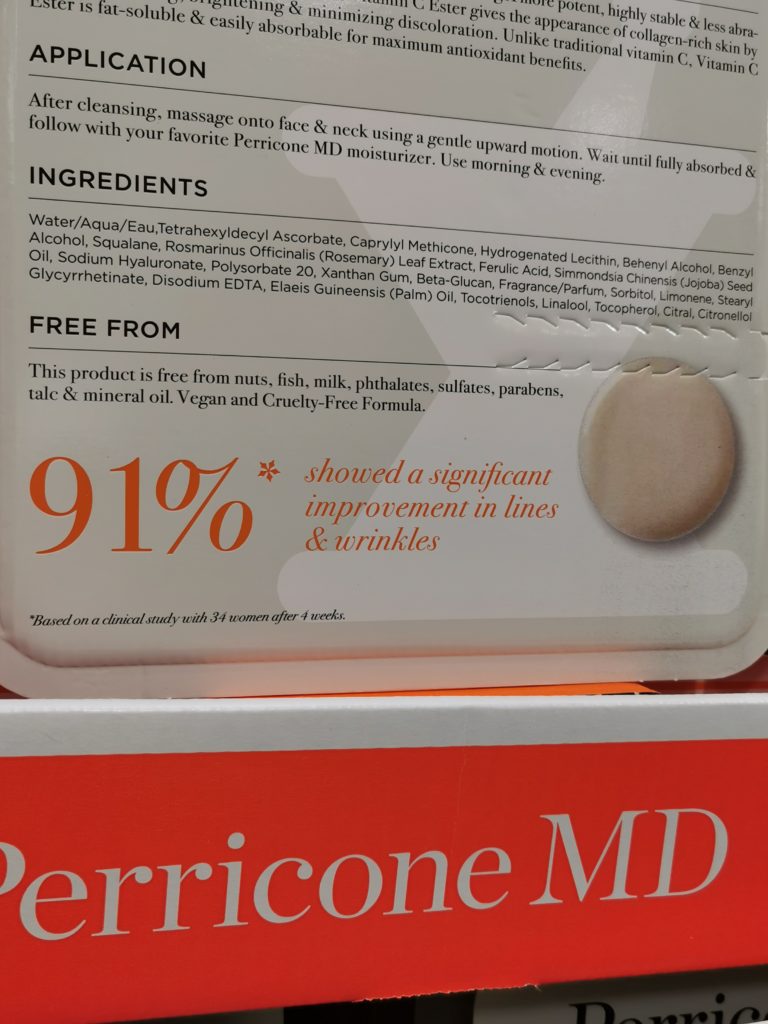 potent, highly stable & less abra-
brightening & minimizing discoloration. Unlike traditional vitamin C, Vitamin C
C Ester gives the appearance of collagen-rich skin by
Ester is fat-soluble & easily absorbable for maximum antioxidant benefits.
APPLICATION
After cleansing, massage onto face & neck using a gentle upward motion. Wait until fully absorbed &
follow with your favorite Perricone MD moisturizer. Use morning & evening.
INGREDIENTS
Water/Aqua/Eau,Tetrahexyldecyl Ascorbate, Caprylyl Methicone, Hydrogenated Lecithin, Behenyl Alcohol, Benzyl
Alcohol, Squalane, Rosmarinus Officinalis (Rosemary) Leaf Extract, Ferulic Acid, Simmondsia Chinensis (Jojoba) Seed
Oil, Sodium Hyaluronate, Polysorbate 20, Xanthan Gum, Beta-Glucan, Fragrance/Parfum, Sorbitol, Limonene, Stearyl
Glycyrrhetinate, Disodium EDTA, Elaeis Guineensis (Palm) Oil, Tocotrienols, Linalool, Tocopherol, Citral, Citronellol
FREE FROM
This product is free from nuts, fish, milk, phthalates, sulfates, parabens,
talc & mineral oil. Vegan and Cruelty-Free Formula.
91%* showed a significant
improvement in lines
& wrinkles
*Based on a clinical study with 34 women after 4 weeks.
Perricone MD